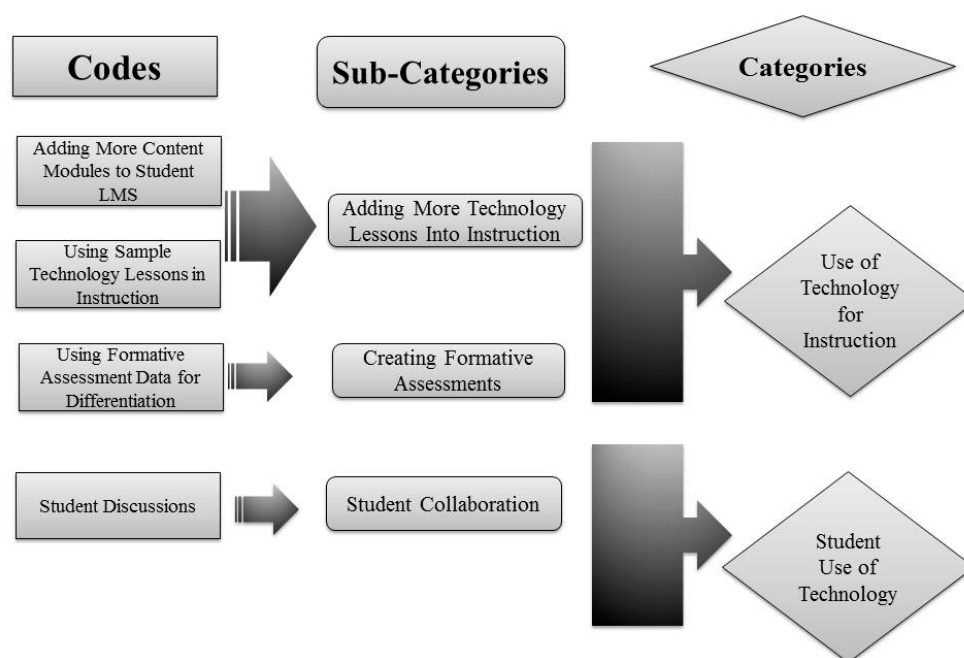 Codes
Sub-Categories
Categories
Adding More Content
Modules to Student
LMS
Using Sample
Technology Lessons in
Instruction
Adding More Technology
Lessons Into Instruction
Use of
Technology
for
Instruction
Using Formative
Assessment Data for
Differentiation
Creating Formative
Assessments
Student Discussions
Student Collaboration
Student
Use of
Technology